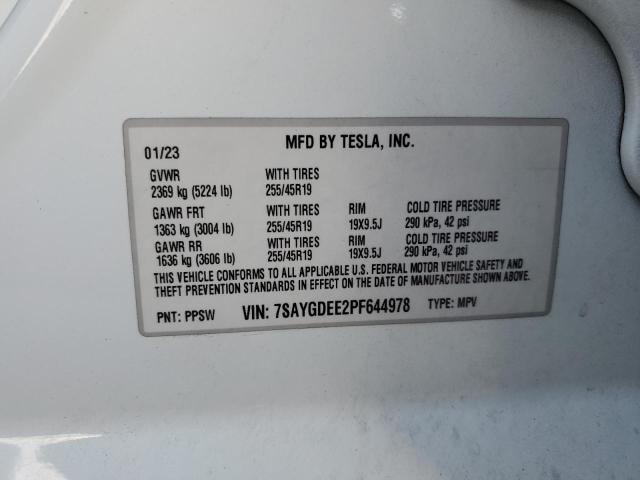 01/23 MFD BY TESLA, INC.
GVWR WITH TIRES
2369 kg (5224 lb) 255/45R19
GAWR FRT WITH TIRES RIM COLD TIRE PRESSURE
1363 kg (3004 lb) 255/45R19 19X9.5J 290 kPa, 42 psi
GAWR RR WITH TIRES RIM COLD TIRE PRESSURE
1636 kg (3606 lb) 255/45R19 19X9.5J 290 kPa, 42 psi
THIS VEHICLE CONFORMS TO ALL APPLICABLE U.S. FEDERAL MOTOR VEHICLE SAFETY AND
THEFT PREVENTION STANDARDS IN EFFECT ON THE DATE OF MANUFACTURE SHOWN ABOVE.
PNT: PPSW VIN: 7SAYGDEE2PF644978 TYPE: MPV